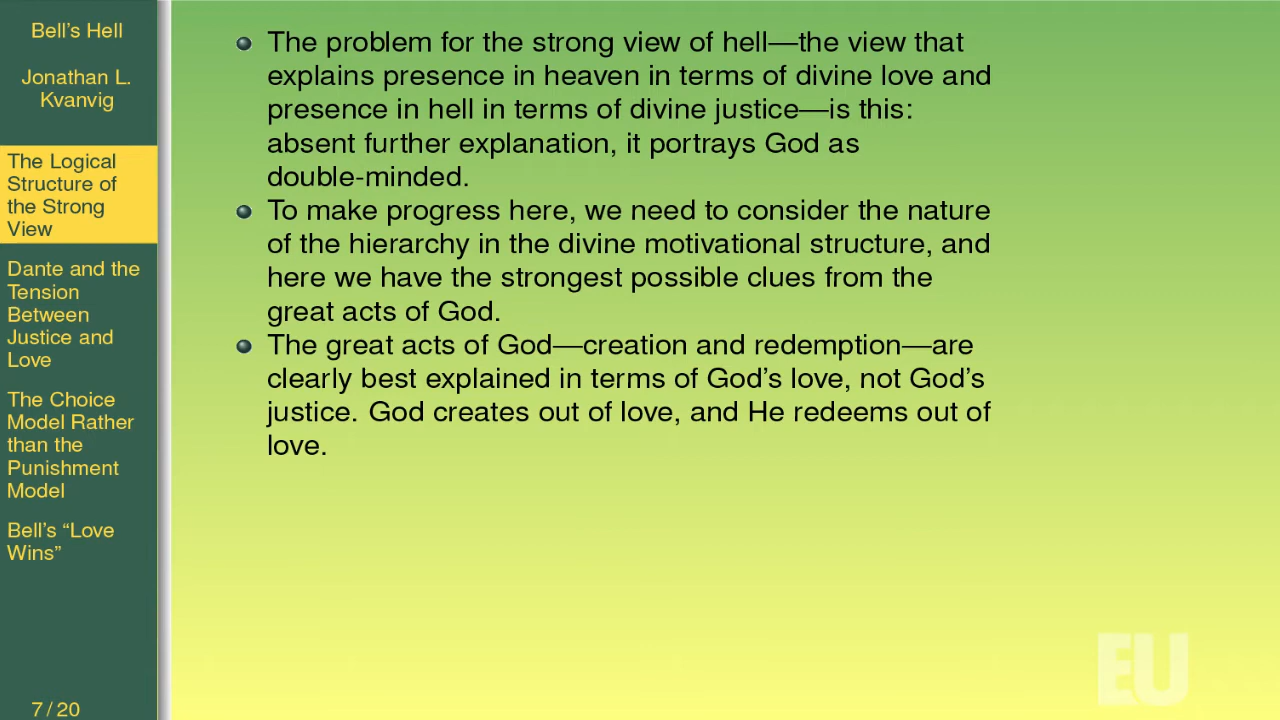 Bell’s Hell
Jonathan L.
Kvanvig
The Logical
Structure of
the Strong
View
Dante and the
Tension
Between
Justice and
Love
The Choice
Model Rather
than the
Punishment
Model
Bell’s “Love
Wins”
7 / 20
The problem for the strong view of hell—the view that
explains presence in heaven in terms of divine love and
presence in hell in terms of divine justice—is this:
absent further explanation, it portrays God as
double-minded.
To make progress here, we need to consider the nature
of the hierarchy in the divine motivational structure, and
here we have the strongest possible clues from the
great acts of God.
The great acts of God—creation and redemption—are
clearly best explained in terms of God’s love, not God’s
justice. God creates out of love, and He redeems out of
love.
EU